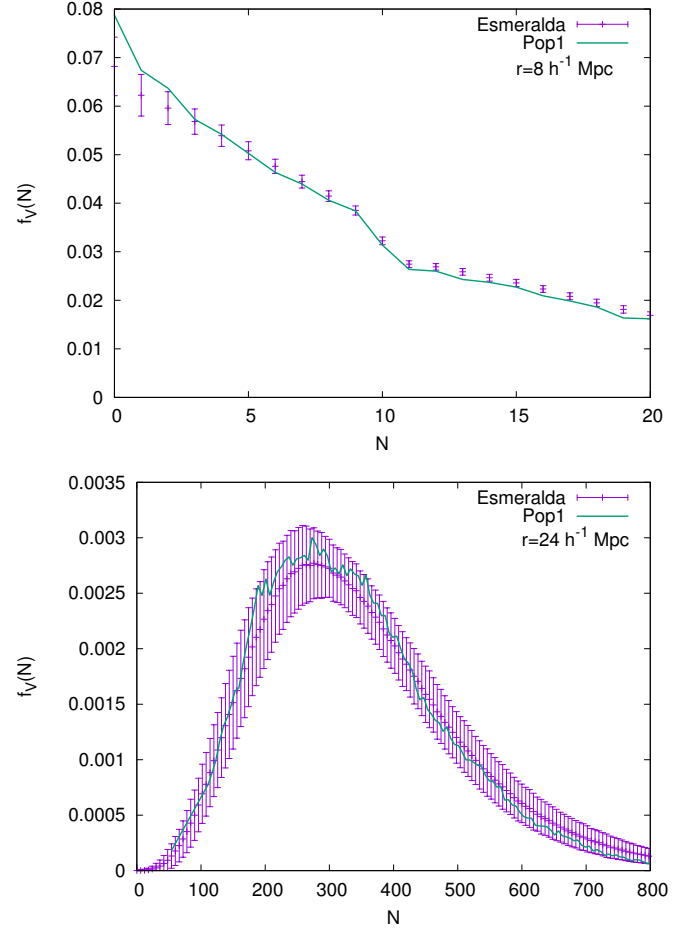 0.08
0.07
0.06
0.05
0.04
0.03
0.02
0.01
0
f_V(N)
Esmeralda
Pop1
r=8 h⁻¹ Mpc
0 5 10 15 20
N
0.0035
0.003
0.0025
0.002
0.0015
0.001
0.0005
0
f_V(N)
Esmeralda
Pop1
r=24 h⁻¹ Mpc
0 100 200 300 400 500 600 700 800
N